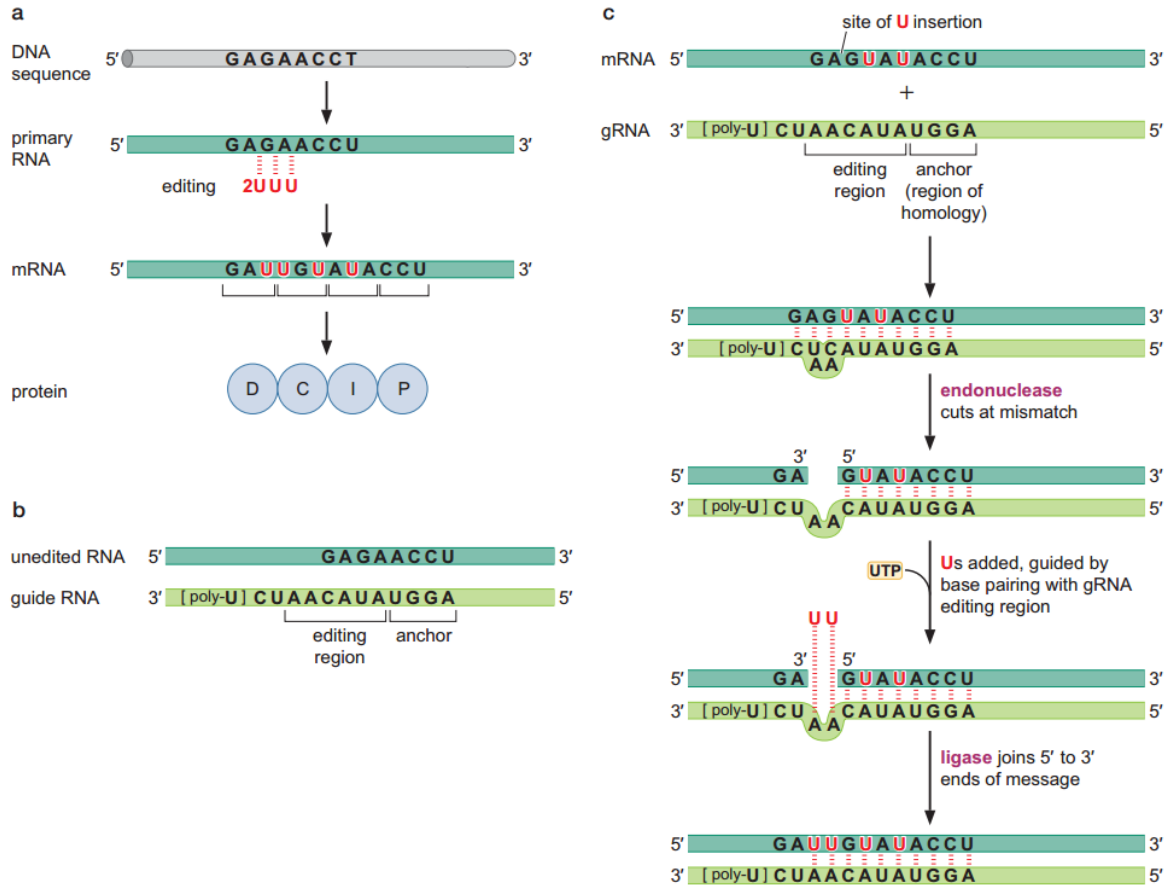 a
DNA
sequence
5′ GAGAACCT 3′
primary
RNA
5′ GAGAACCU 3′
editing 2UUU
mRNA 5′ GAUUGUAUACCU 3′
protein D C I P
b
unedited RNA 5′ GAGAACCU 3′
guide RNA 3′ [poly-U] CUAACAUAUGGA 5′
editing
region
anchor
c
site of U insertion
mRNA 5′ GAGUAUACCU 3′
+
gRNA 3′ [poly-U] CUAACAUAUGGA 5′
editing
region
anchor
(region of
homology)
5′ GAGUAUACCU 3′
3′ [poly-U] CUCAUAUGGA 5′
AA
endonuclease
cuts at mismatch
3′ 5′
5′ GA GUAUACCU 3′
3′ [poly-U] CU AA CAUAUGGA 5′
UTP
Us added, guided by
base pairing with gRNA
editing region
UU
3′ 5′
5′ GA GUAUACCU 3′
3′ [poly-U] CU AA CAUAUGGA 5′
ligase joins 5′ to 3′
ends of message
5′ GAUUGUAUACCU 3′
3′ [poly-U] CUAACAUAUGGA 5′